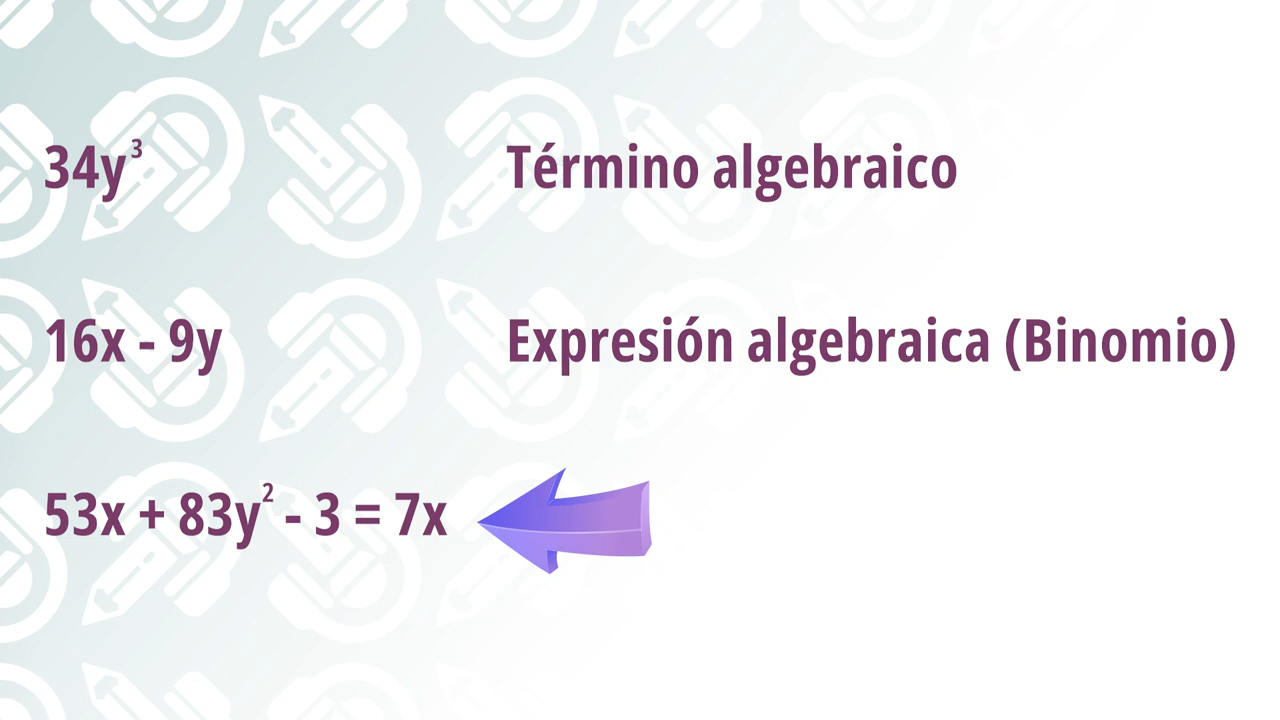 34y³ Término algebraico
16x - 9y Expresión algebraica (Binomio)
53x + 83y² - 3 = 7x